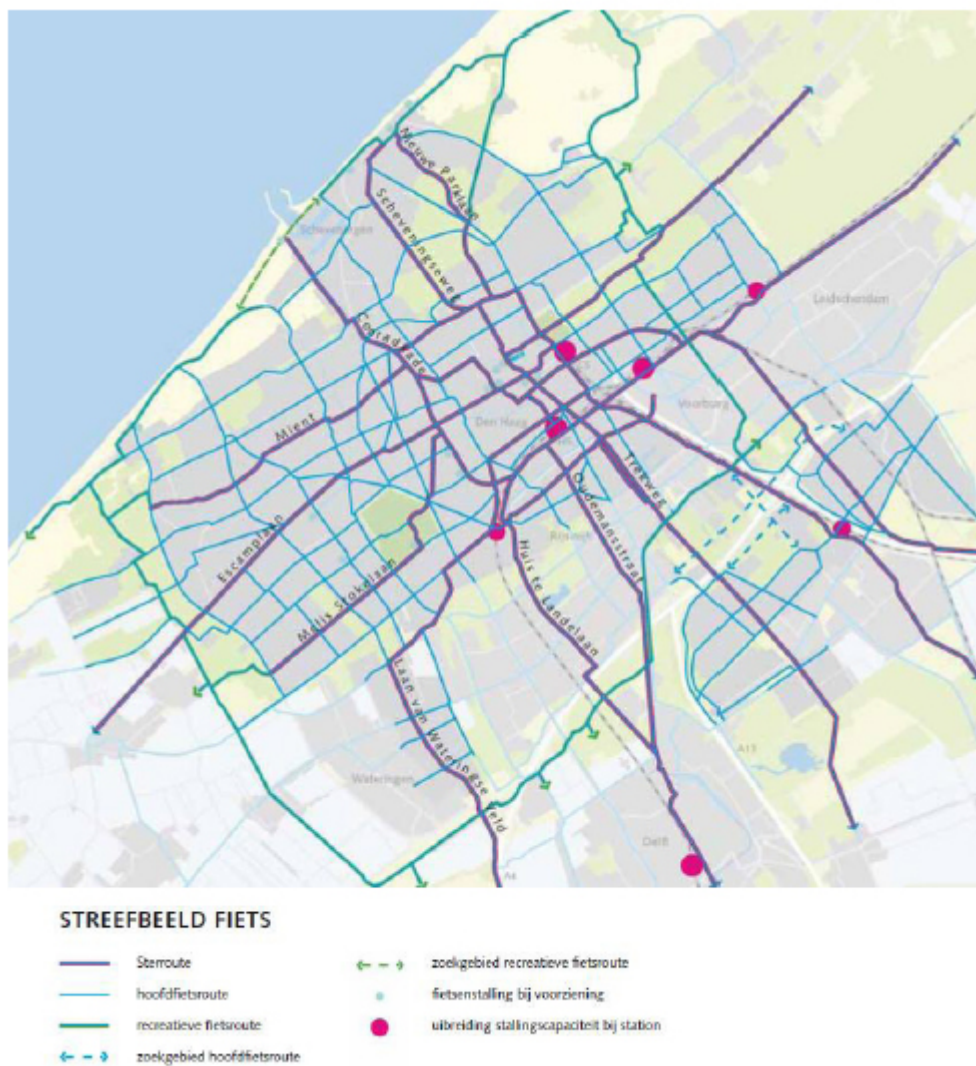 Nieuwe Parklaan
Scheveningseweg
Scheveningen
Conradkade
Leidschendam
CS
Voorburg
Mient
Den Haag
Trekweg
Oudemansstraat
Rijswijk
Escamplaan
Melis Stokelaan
Huis te Landelaan
Laan van Wateringse Veld
Wateringen
A13
Delft
A4
STREEFBEELD FIETS
Sterroute
hoofdfietsroute
recreatieve fietsroute
zoekgebied hoofdfietsroute
zoekgebied recreatieve fietsroute
fietsenstalling bij voorziening
uibreiding stallingscapaciteit bij station